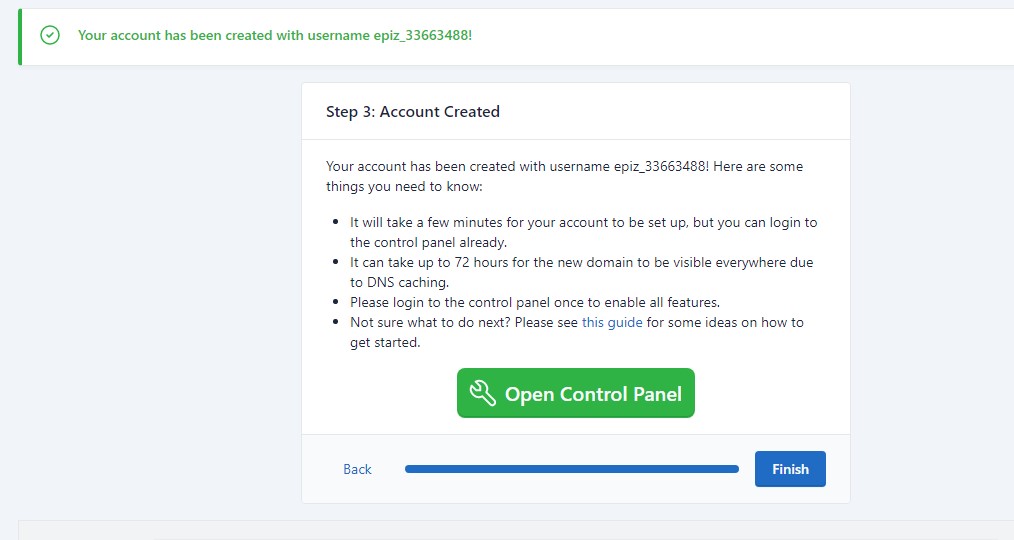 Your account has been created with username epiz_33663488!
Step 3: Account Created
Your account has been created with username epiz_33663488! Here are some
things you need to know:
It will take a few minutes for your account to be set up, but you can login to
the control panel already.
It can take up to 72 hours for the new domain to be visible everywhere due
to DNS caching.
Please login to the control panel once to enable all features.
Not sure what to do next? Please see this guide for some ideas on how to
get started.
Open Control Panel
Back
Finish